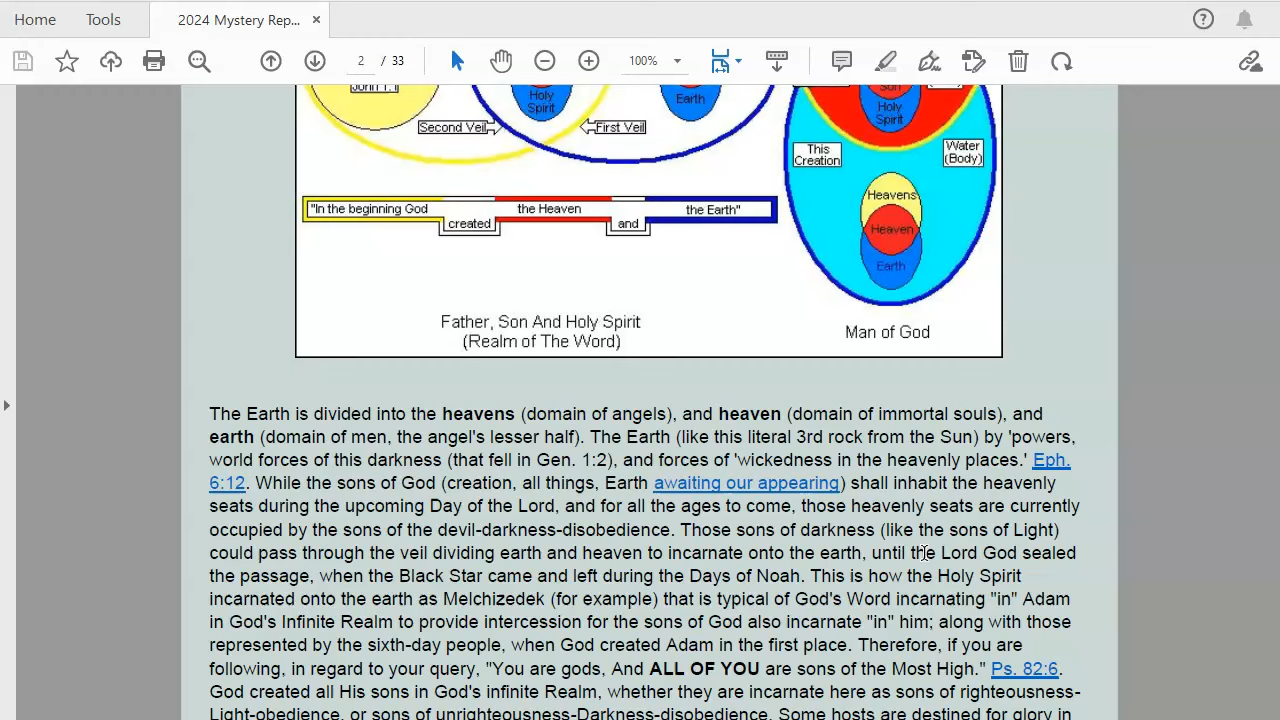 Home
Tools
2024 Mystery Rep... ×
2 / 33
100%
John 1:1
Holy
Spirit
Earth
Second Veil
First Veil
"In the beginning God
created
the Heaven
and
the Earth"
Father, Son And Holy Spirit
(Realm of The Word)
Son
Holy
Spirit
This
Creation
Water
(Body)
Heavens
Heaven
Earth
Man of God
The Earth is divided into the heavens (domain of angels), and heaven (domain of immortal souls), and
earth (domain of men, the angel's lesser half). The Earth (like this literal 3rd rock from the Sun) by 'powers,
world forces of this darkness (that fell in Gen. 1:2), and forces of 'wickedness in the heavenly places.' Eph.
6:12. While the sons of God (creation, all things, Earth awaiting our appearing) shall inhabit the heavenly
seats during the upcoming Day of the Lord, and for all the ages to come, those heavenly seats are currently
occupied by the sons of the devil-darkness-disobedience. Those sons of darkness (like the sons of Light)
could pass through the veil dividing earth and heaven to incarnate onto the earth, until the Lord God sealed
the passage, when the Black Star came and left during the Days of Noah. This is how the Holy Spirit
incarnated onto the earth as Melchizedek (for example) that is typical of God's Word incarnating "in" Adam
in God's Infinite Realm to provide intercession for the sons of God also incarnate "in" him; along with those
represented by the sixth-day people, when God created Adam in the first place. Therefore, if you are
following, in regard to your query, "You are gods, And ALL OF YOU are sons of the Most High." Ps. 82:6.
God created all His sons in God's infinite Realm, whether they are incarnate here as sons of righteousness-
Light-obedience, or sons of unrighteousness-Darkness-disobedience. Some hosts are destined for glory in